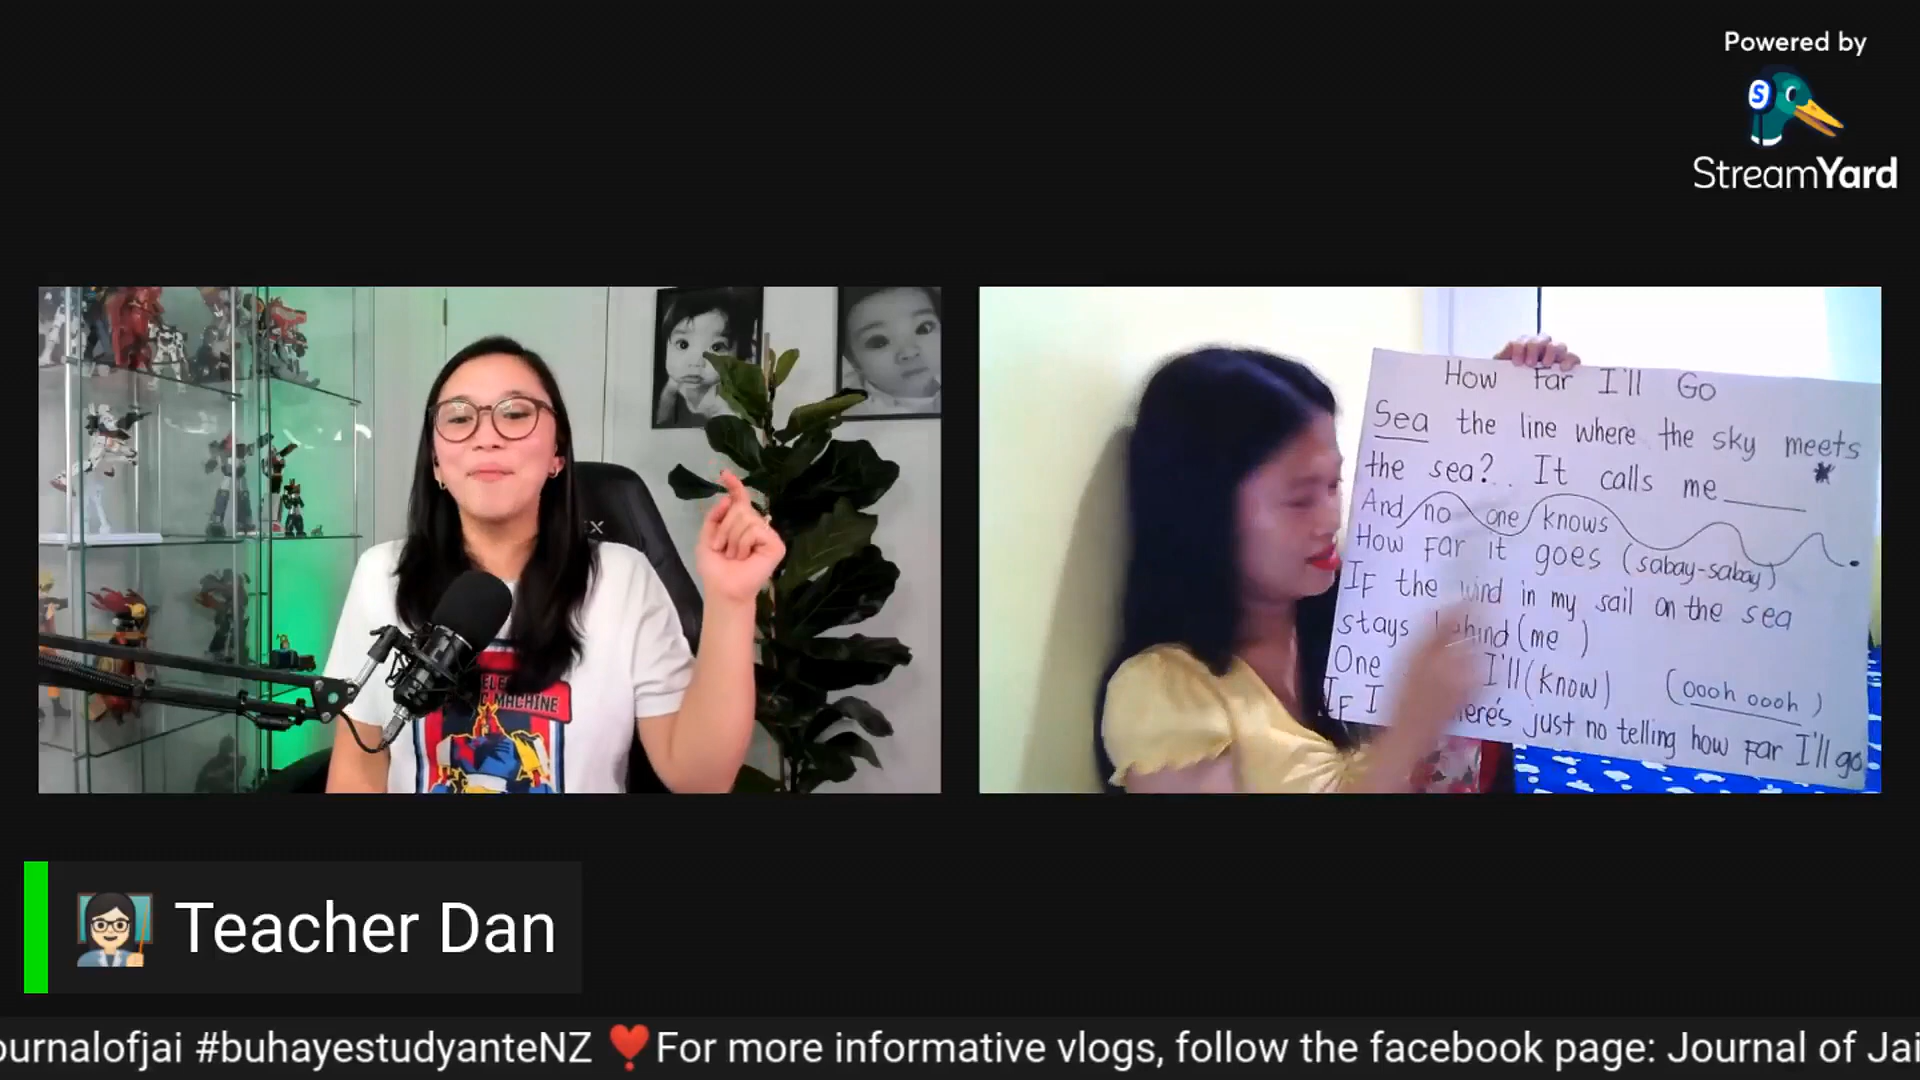 Powered by
S
StreamYard
How Far I'll Go
Sea the line where the sky meets
the sea? It calls me
And no one knows
How Far it goes (sabay-sabay)
IF the wind in my sail on the sea
stays behind (me )
One I'll (know) (oooh oooh)
IF I just no telling how Far I'll go
MACHINE
Teacher Dan
ournalofjai #buhayestudyanteNZ ❣️For more informative vlogs, follow the facebook page: Journal of Jai